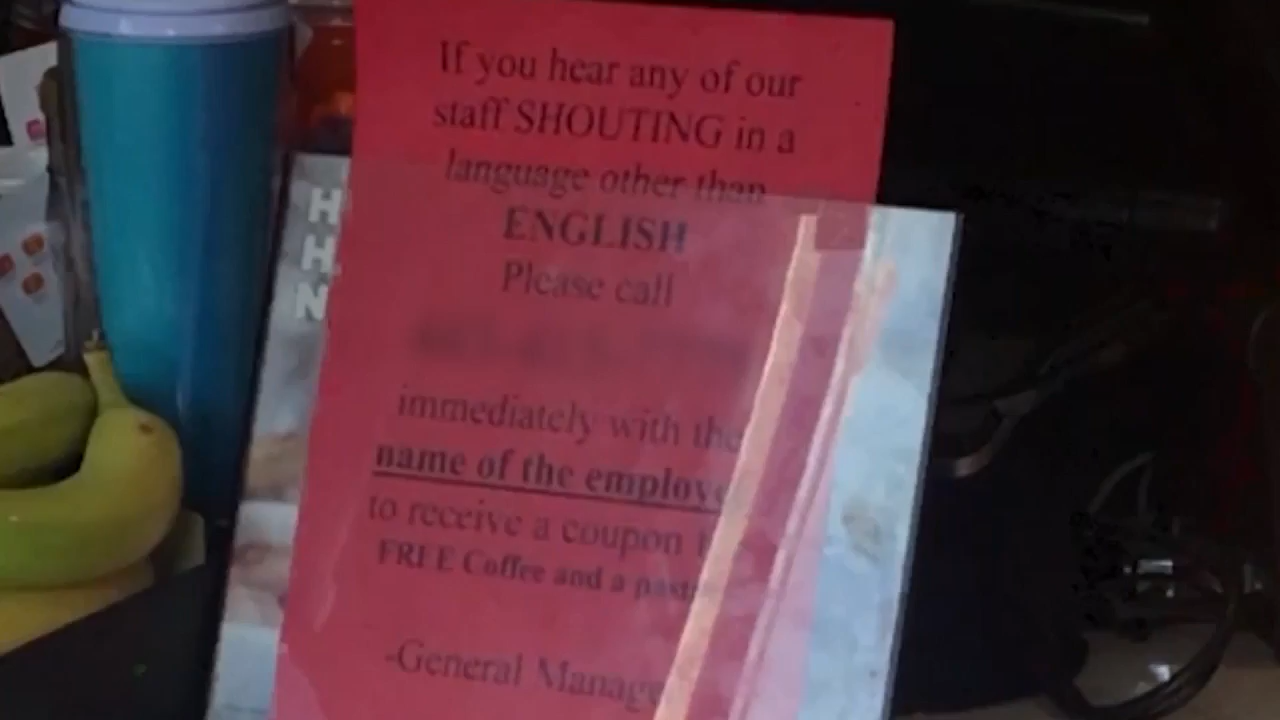 If you hear any of our
staff SHOUTING in a
language other than
ENGLISH
Please call
immediately with the
name of the
to receive a coupon
FREE Coffee and a
-General
H
H
N